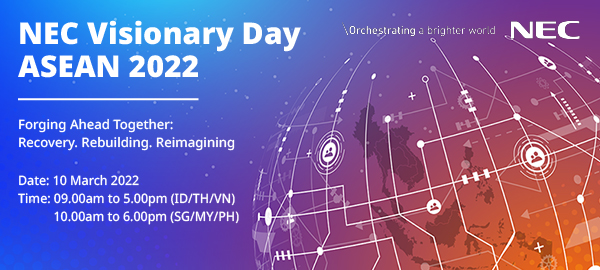 NEC Visionary Day
ASEAN 2022
\Orchestrating a brighter world
NEC
Forging Ahead Together:
Recovery. Rebuilding. Reimagining
Date: 10 March 2022
Time: 09.00am to 5.00pm (ID/TH/VN)
10.00am to 6.00pm (SG/MY/PH)